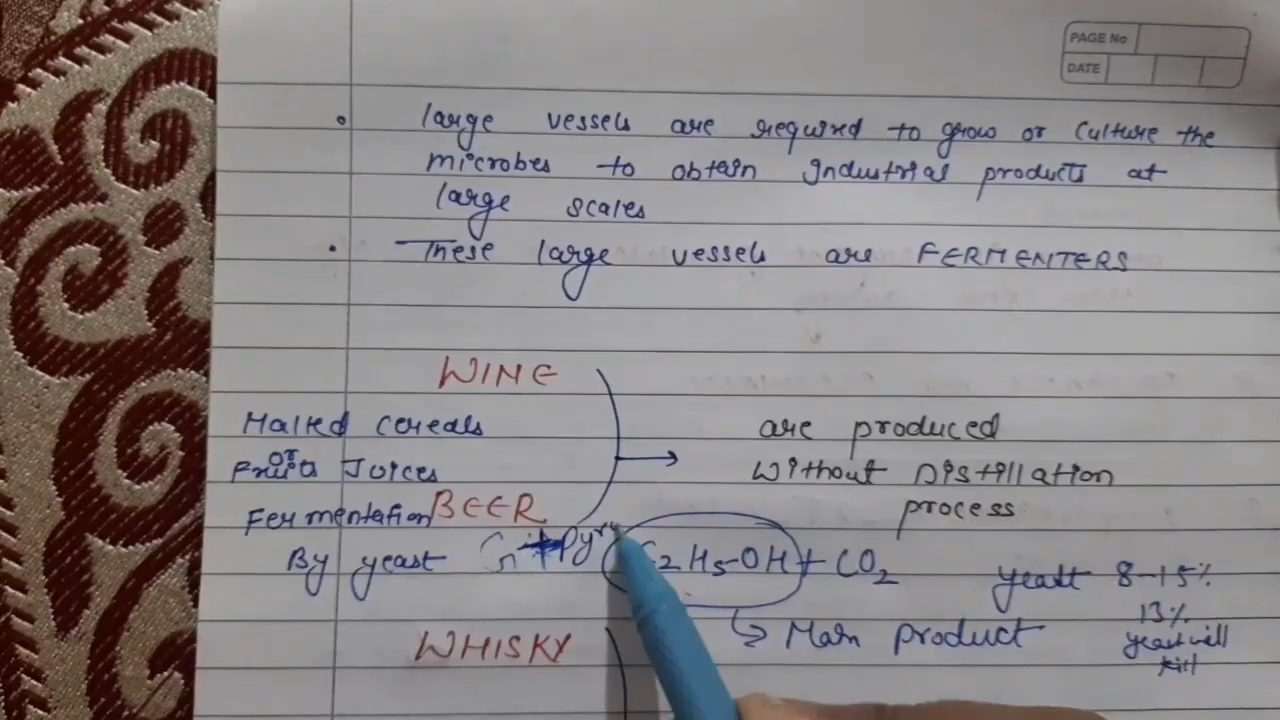 PAGE No
DATE
large vessels are required to grow or culture the
microbes to obtain industrial products at
large scales
These large vessels are FERMENTERS
WINE
Malted cereals
or
Fruits Juices
are produced
without Distillation
process
Fermentation
BEER
By yeast
C2H5-OH + CO2
yeast 8-15%
13%
yeast will
kill
Main product
WHISKY